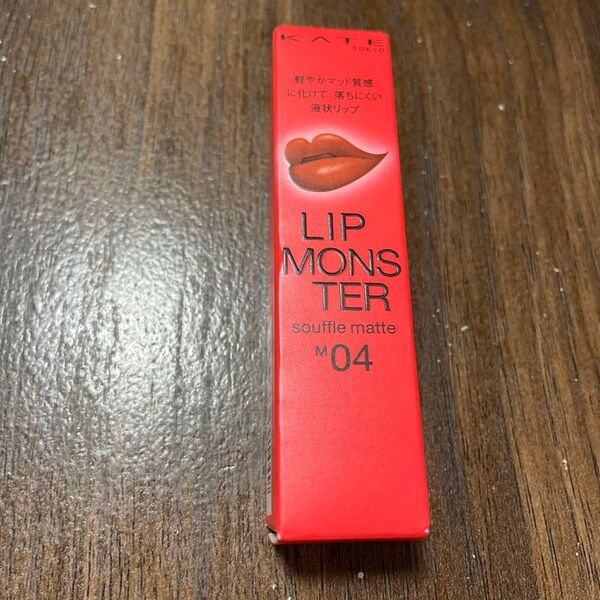 KATE
TOKYO
軽やかマット質感
に化けて 落ちにくい
液状リップ
LIP
MONS
TER
souffle matte
M04